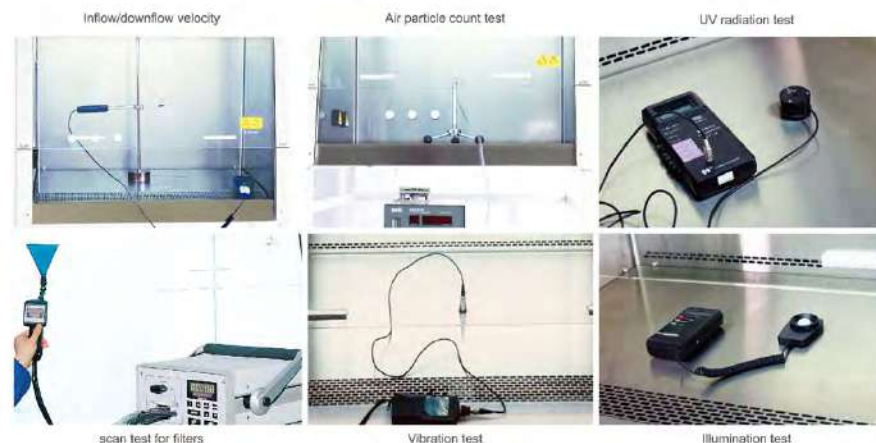 Inflow/downflow velocity
Air particle count test
UV radiation test
scan test for filters
Vibration test
Illumination test